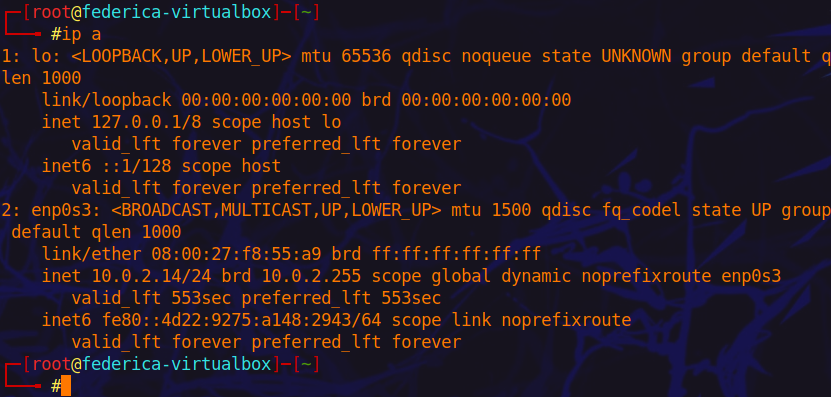 ┌─[root@federica-virtualbox]─[~]
└──╼ #ip a
1: lo: <LOOPBACK,UP,LOWER_UP> mtu 65536 qdisc noqueue state UNKNOWN group default q
len 1000
    link/loopback 00:00:00:00:00:00 brd 00:00:00:00:00:00
    inet 127.0.0.1/8 scope host lo
       valid_lft forever preferred_lft forever
    inet6 ::1/128 scope host
       valid_lft forever preferred_lft forever
2: enp0s3: <BROADCAST,MULTICAST,UP,LOWER_UP> mtu 1500 qdisc fq_codel state UP group
 default qlen 1000
    link/ether 08:00:27:f8:55:a9 brd ff:ff:ff:ff:ff:ff
    inet 10.0.2.14/24 brd 10.0.2.255 scope global dynamic noprefixroute enp0s3
       valid_lft 553sec preferred_lft 553sec
    inet6 fe80::4d22:9275:a148:2943/64 scope link noprefixroute
       valid_lft forever preferred_lft forever
┌─[root@federica-virtualbox]─[~]
└──╼ #